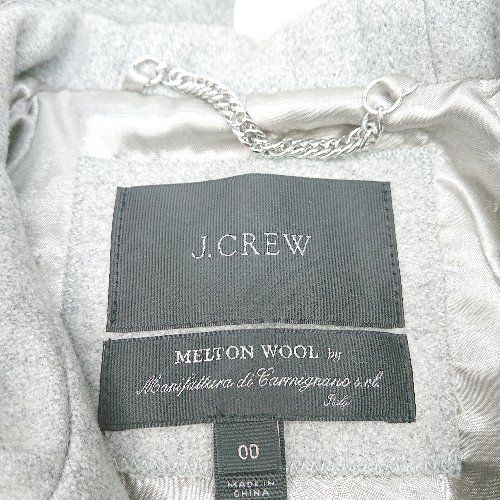 J.CREW
MELTON WOOL by
Manifattura di Carmignano s.r.l.
Italy
00
MADE IN
CHINA